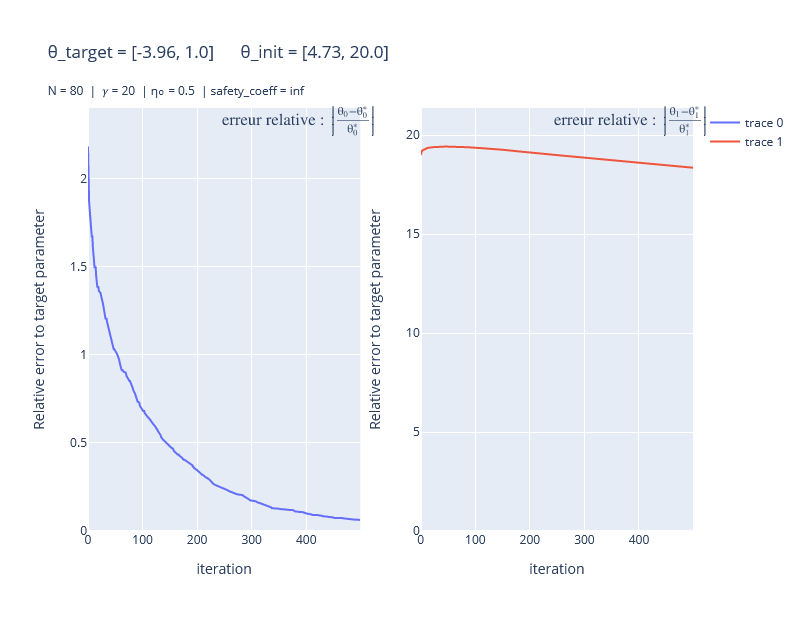 θ_target = [-3.96, 1.0]      θ_init = [4.73, 20.0]
N = 80 | γ = 20 | η₀ = 0.5 | safety_coeff = inf
erreur relative : |θ₀−θ₀*/θ₀*|
erreur relative : |θ₁−θ₁*/θ₁*|
trace 0
trace 1
Relative error to target parameter
2
1.5
1
0.5
0
0 100 200 300 400
iteration
Relative error to target parameter
20
15
10
5
0
0 100 200 300 400
iteration